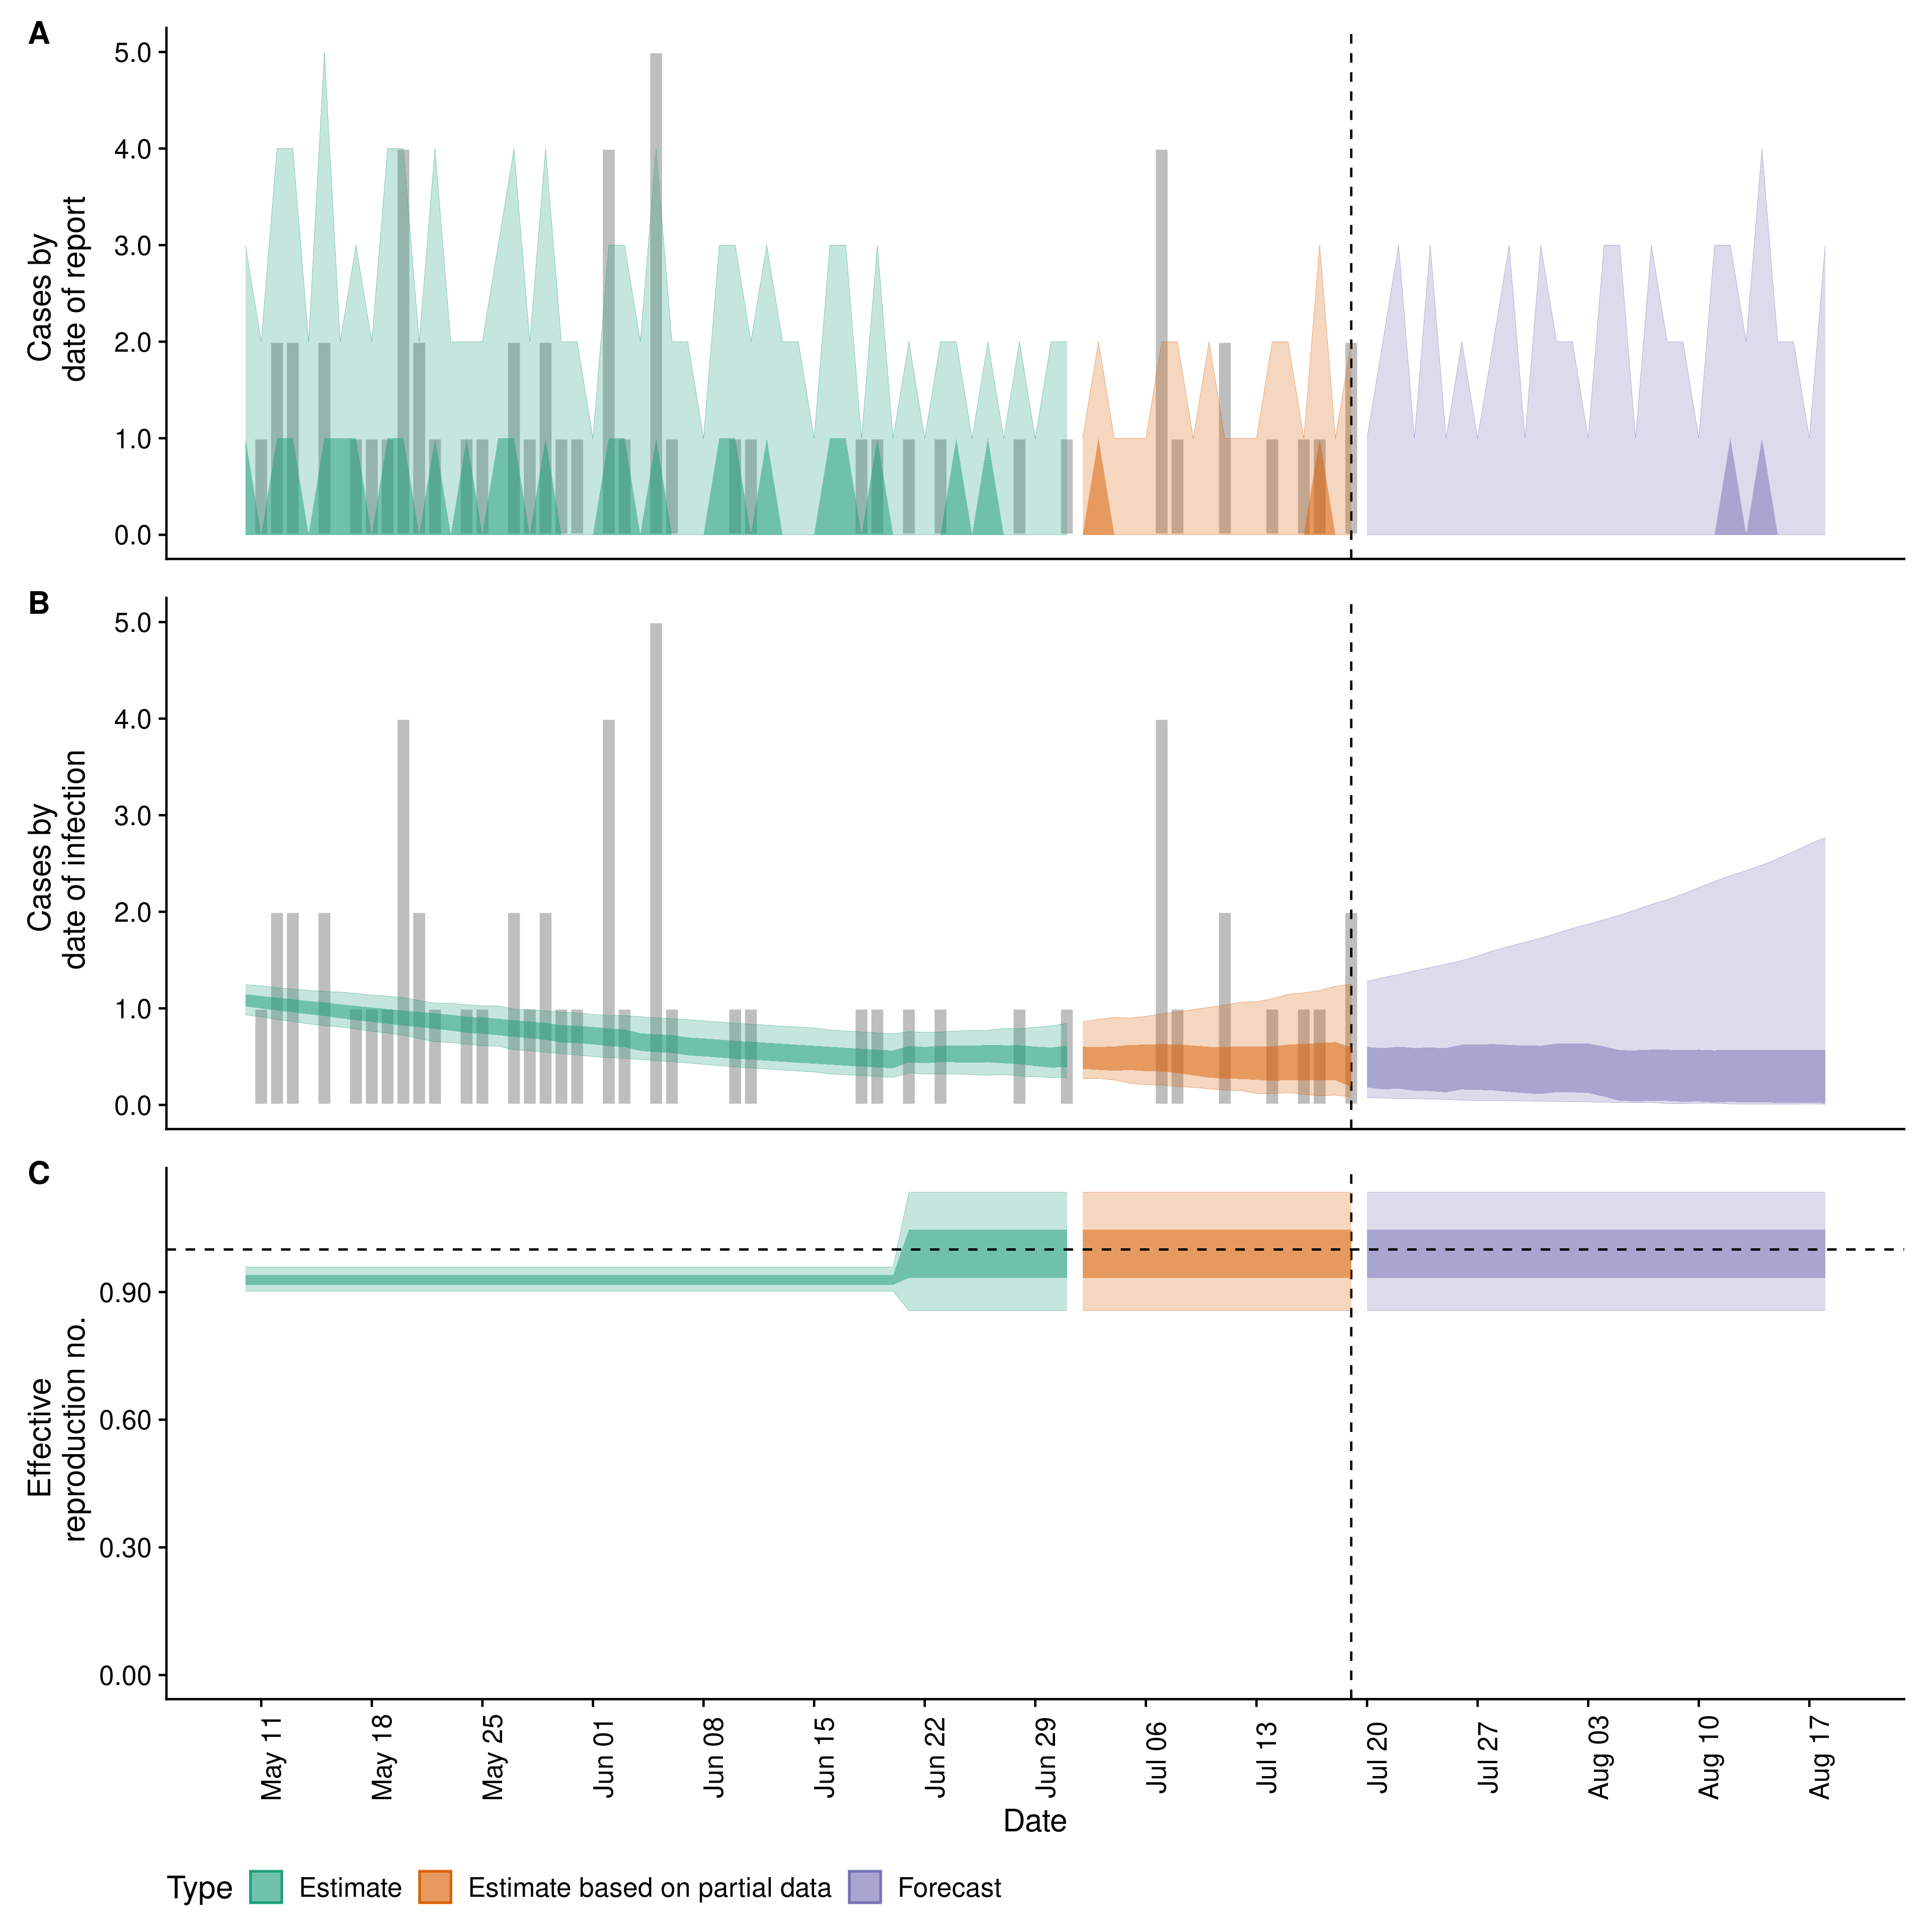 A
Cases by
date of report
5.0
4.0
3.0
2.0
1.0
0.0
B
Cases by
date of infection
5.0
4.0
3.0
2.0
1.0
0.0
C
Effective
reproduction no.
0.90
0.60
0.30
0.00
May 11
May 18
May 25
Jun 01
Jun 08
Jun 15
Jun 22
Jun 29
Jul 06
Jul 13
Jul 20
Jul 27
Aug 03
Aug 10
Aug 17
Date
Type Estimate Estimate based on partial data Forecast